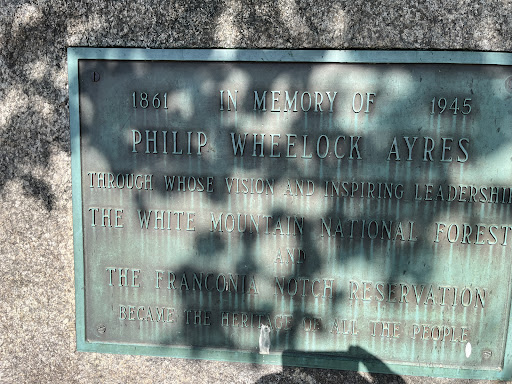 1861 IN MEMORY OF 1945
PHILIP WHEELOCK AYRES
THROUGH WHOSE VISION AND INSPIRING LEADERSHIP
THE WHITE MOUNTAIN NATIONAL FOREST
AND
THE FRANCONIA NOTCH RESERVATION
BECAME THE HERITAGE OF ALL THE PEOPLE